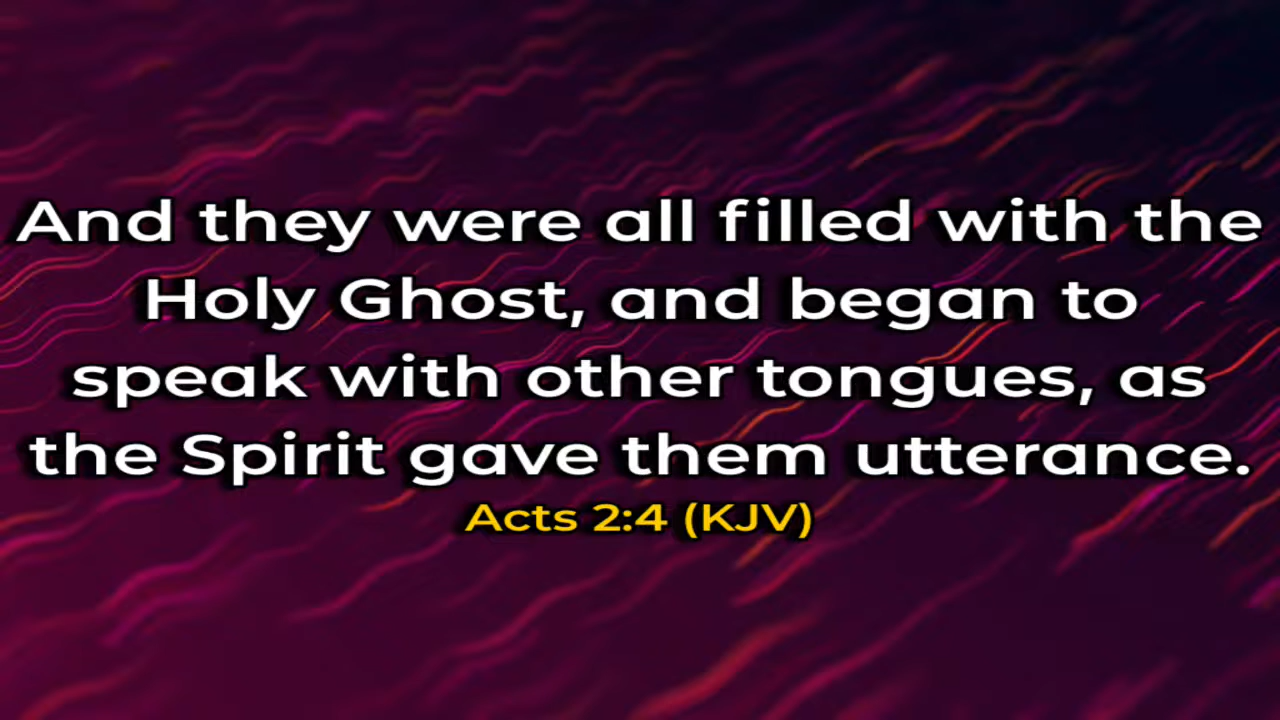 And they were all filled with the
Holy Ghost, and began to
speak with other tongues, as
the Spirit gave them utterance.
Acts 2:4 (KJV)